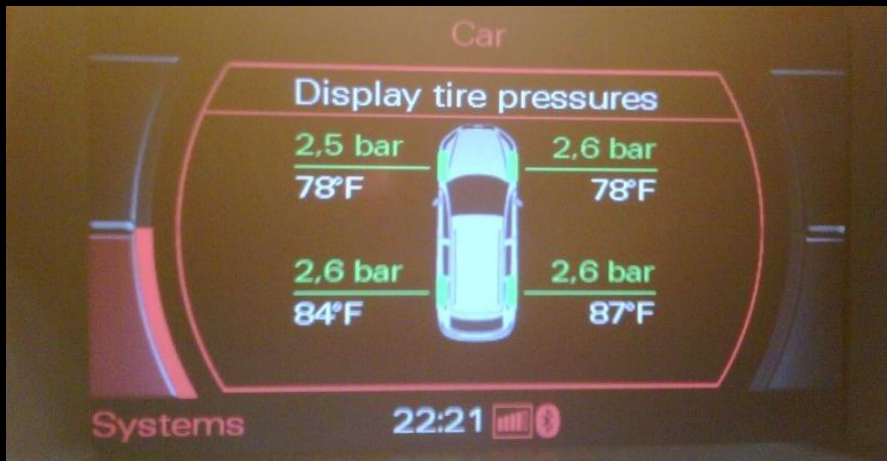 Car
Display tire pressures
2,5 bar 2,6 bar
78°F 78°F
2,6 bar 2,6 bar
84°F 87°F
Systems 22:21